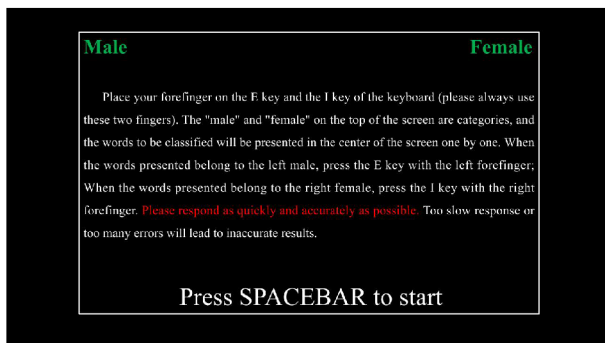 Male Female
Place your forefinger on the E key and the I key of the keyboard (please always use
these two fingers). The "male" and "female" on the top of the screen are categories, and
the words to be classified will be presented in the center of the screen one by one. When
the words presented belong to the left male, press the E key with the left forefinger;
When the words presented belong to the right female, press the I key with the right
forefinger. Please respond as quickly and accurately as possible. Too slow response or
too many errors will lead to inaccurate results.
Press SPACEBAR to start